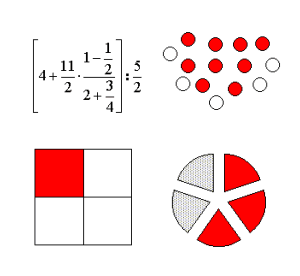 [4 + 11/2 · (1 − 1/2)/(2 + 3/4)] : 5/2